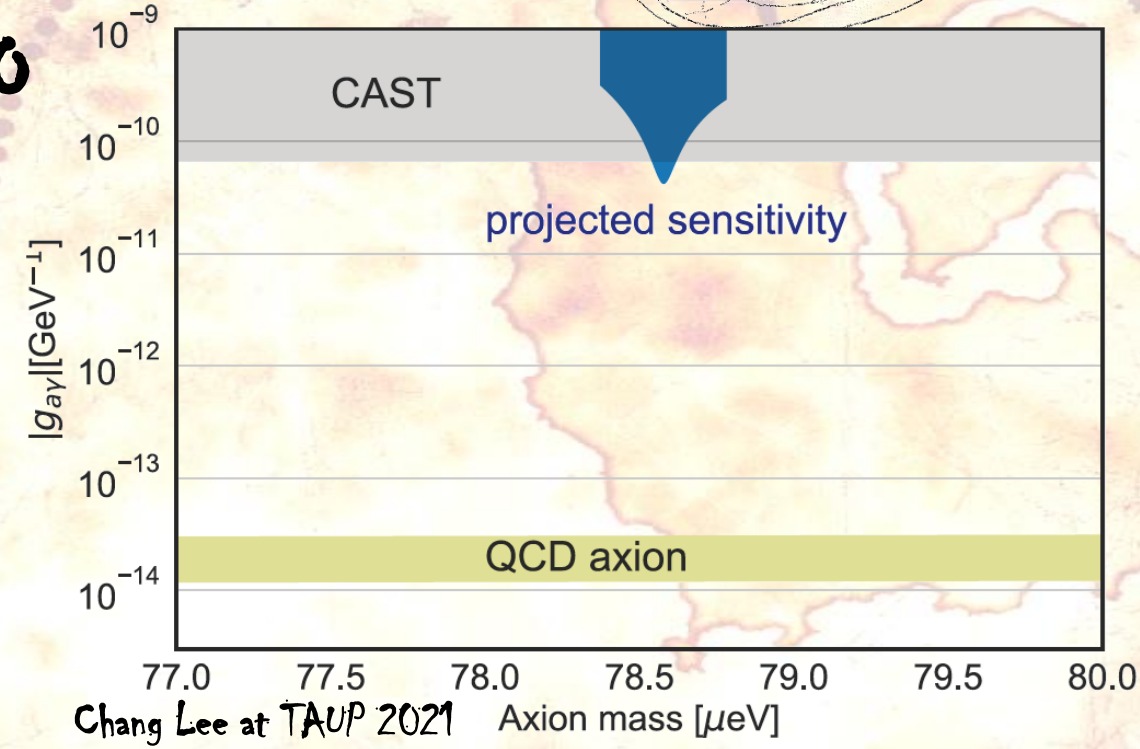 10⁻⁹
CAST
10⁻¹⁰
projected sensitivity
10⁻¹¹
|g_{aγ}|[GeV⁻¹]
10⁻¹²
10⁻¹³
QCD axion
10⁻¹⁴
77.0 77.5 78.0 78.5 79.0 79.5 80.0
Chang Lee at TAUP 2021 Axion mass [μeV]